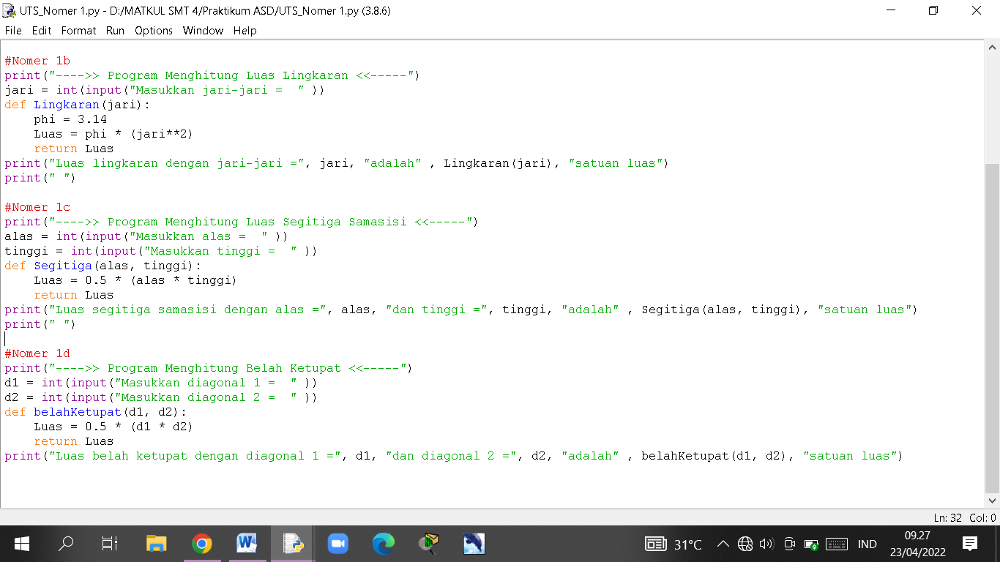 UTS_Nomer 1.py - D:/MATKUL SMT 4/Praktikum ASD/UTS_Nomer 1.py (3.8.6)
File Edit Format Run Options Window Help
#Nomer 1b
print("---->> Program Menghitung Luas Lingkaran <<-----")
jari = int(input("Masukkan jari-jari =  " ))
def Lingkaran(jari):
    phi = 3.14
    Luas = phi * (jari**2)
    return Luas
print("Luas lingkaran dengan jari-jari =", jari, "adalah" , Lingkaran(jari), "satuan luas")
print(" ")
#Nomer 1c
print("---->> Program Menghitung Luas Segitiga Samasisi <<-----")
alas = int(input("Masukkan alas =  " ))
tinggi = int(input("Masukkan tinggi =  " ))
def Segitiga(alas, tinggi):
    Luas = 0.5 * (alas * tinggi)
    return Luas
print("Luas segitiga samasisi dengan alas =", alas, "dan tinggi =", tinggi, "adalah" , Segitiga(alas, tinggi), "satuan luas")
print(" ")
#Nomer 1d
print("---->> Program Menghitung Belah Ketupat <<-----")
d1 = int(input("Masukkan diagonal 1 =  " ))
d2 = int(input("Masukkan diagonal 2 =  " ))
def belahKetupat(d1, d2):
    Luas = 0.5 * (d1 * d2)
    return Luas
print("Luas belah ketupat dengan diagonal 1 =", d1, "dan diagonal 2 =", d2, "adalah" , belahKetupat(d1, d2), "satuan luas")
Ln: 32 Col: 0
31°C IND 09.27
23/04/2022